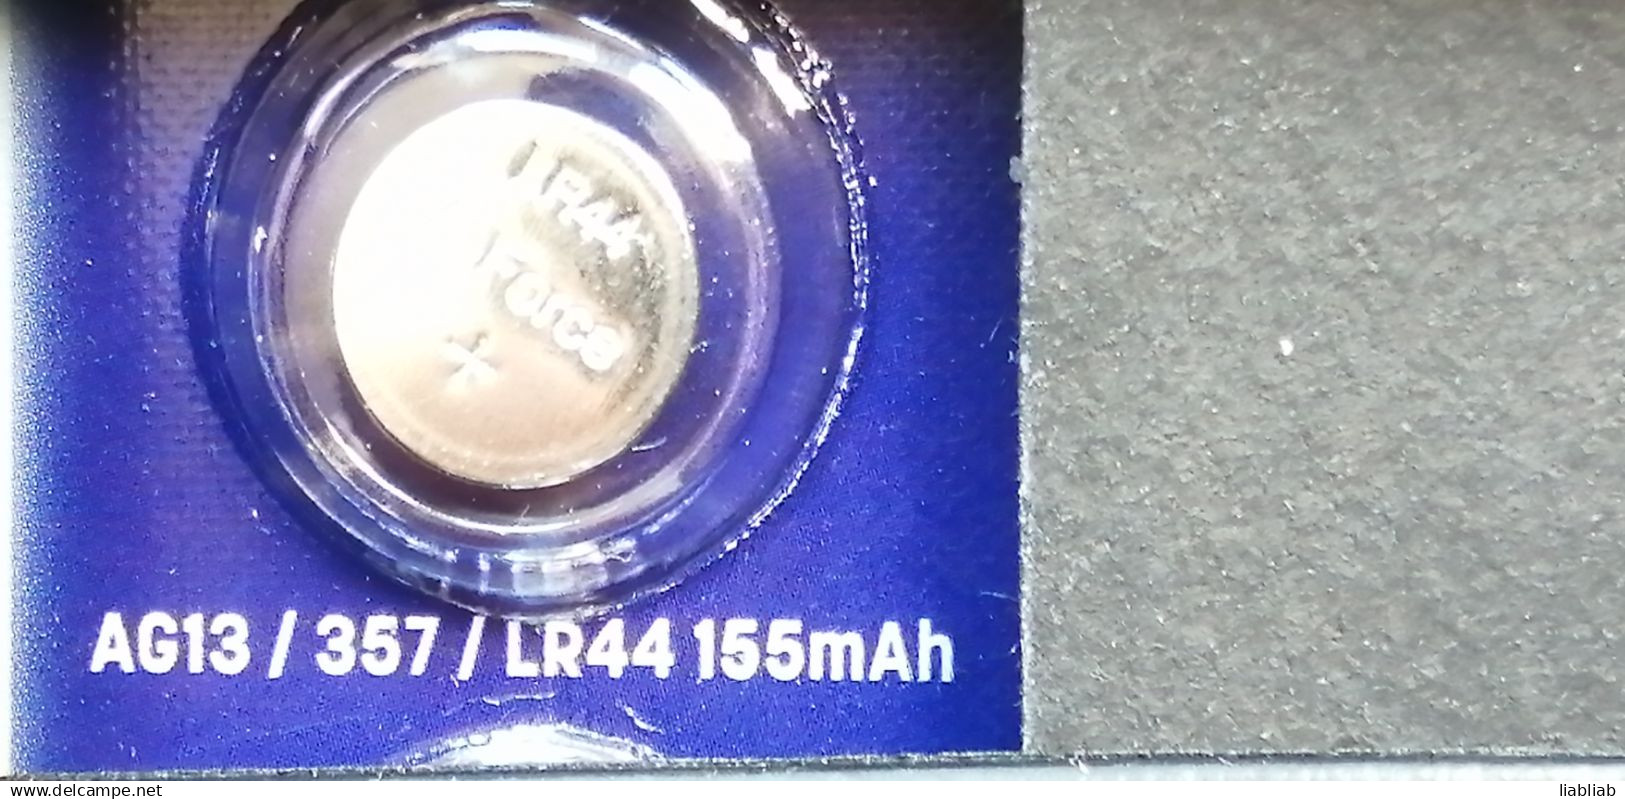 LR44
Force
+
AG13 / 357 / LR44 155mAh
www.delcampe.net
liablab